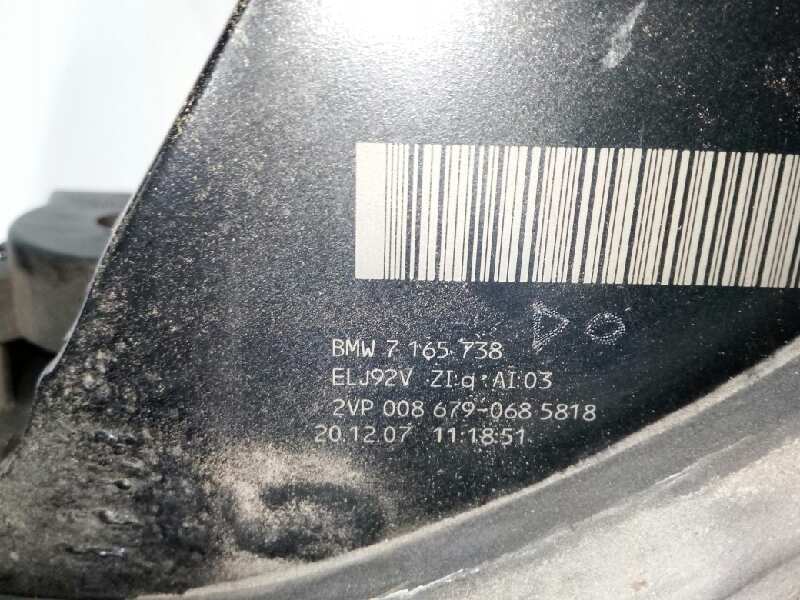 BMW 7 165 738
ELJ92V ZI:q:AI:03
2VP 008 679-068 5818
20.12.07 11:18:51